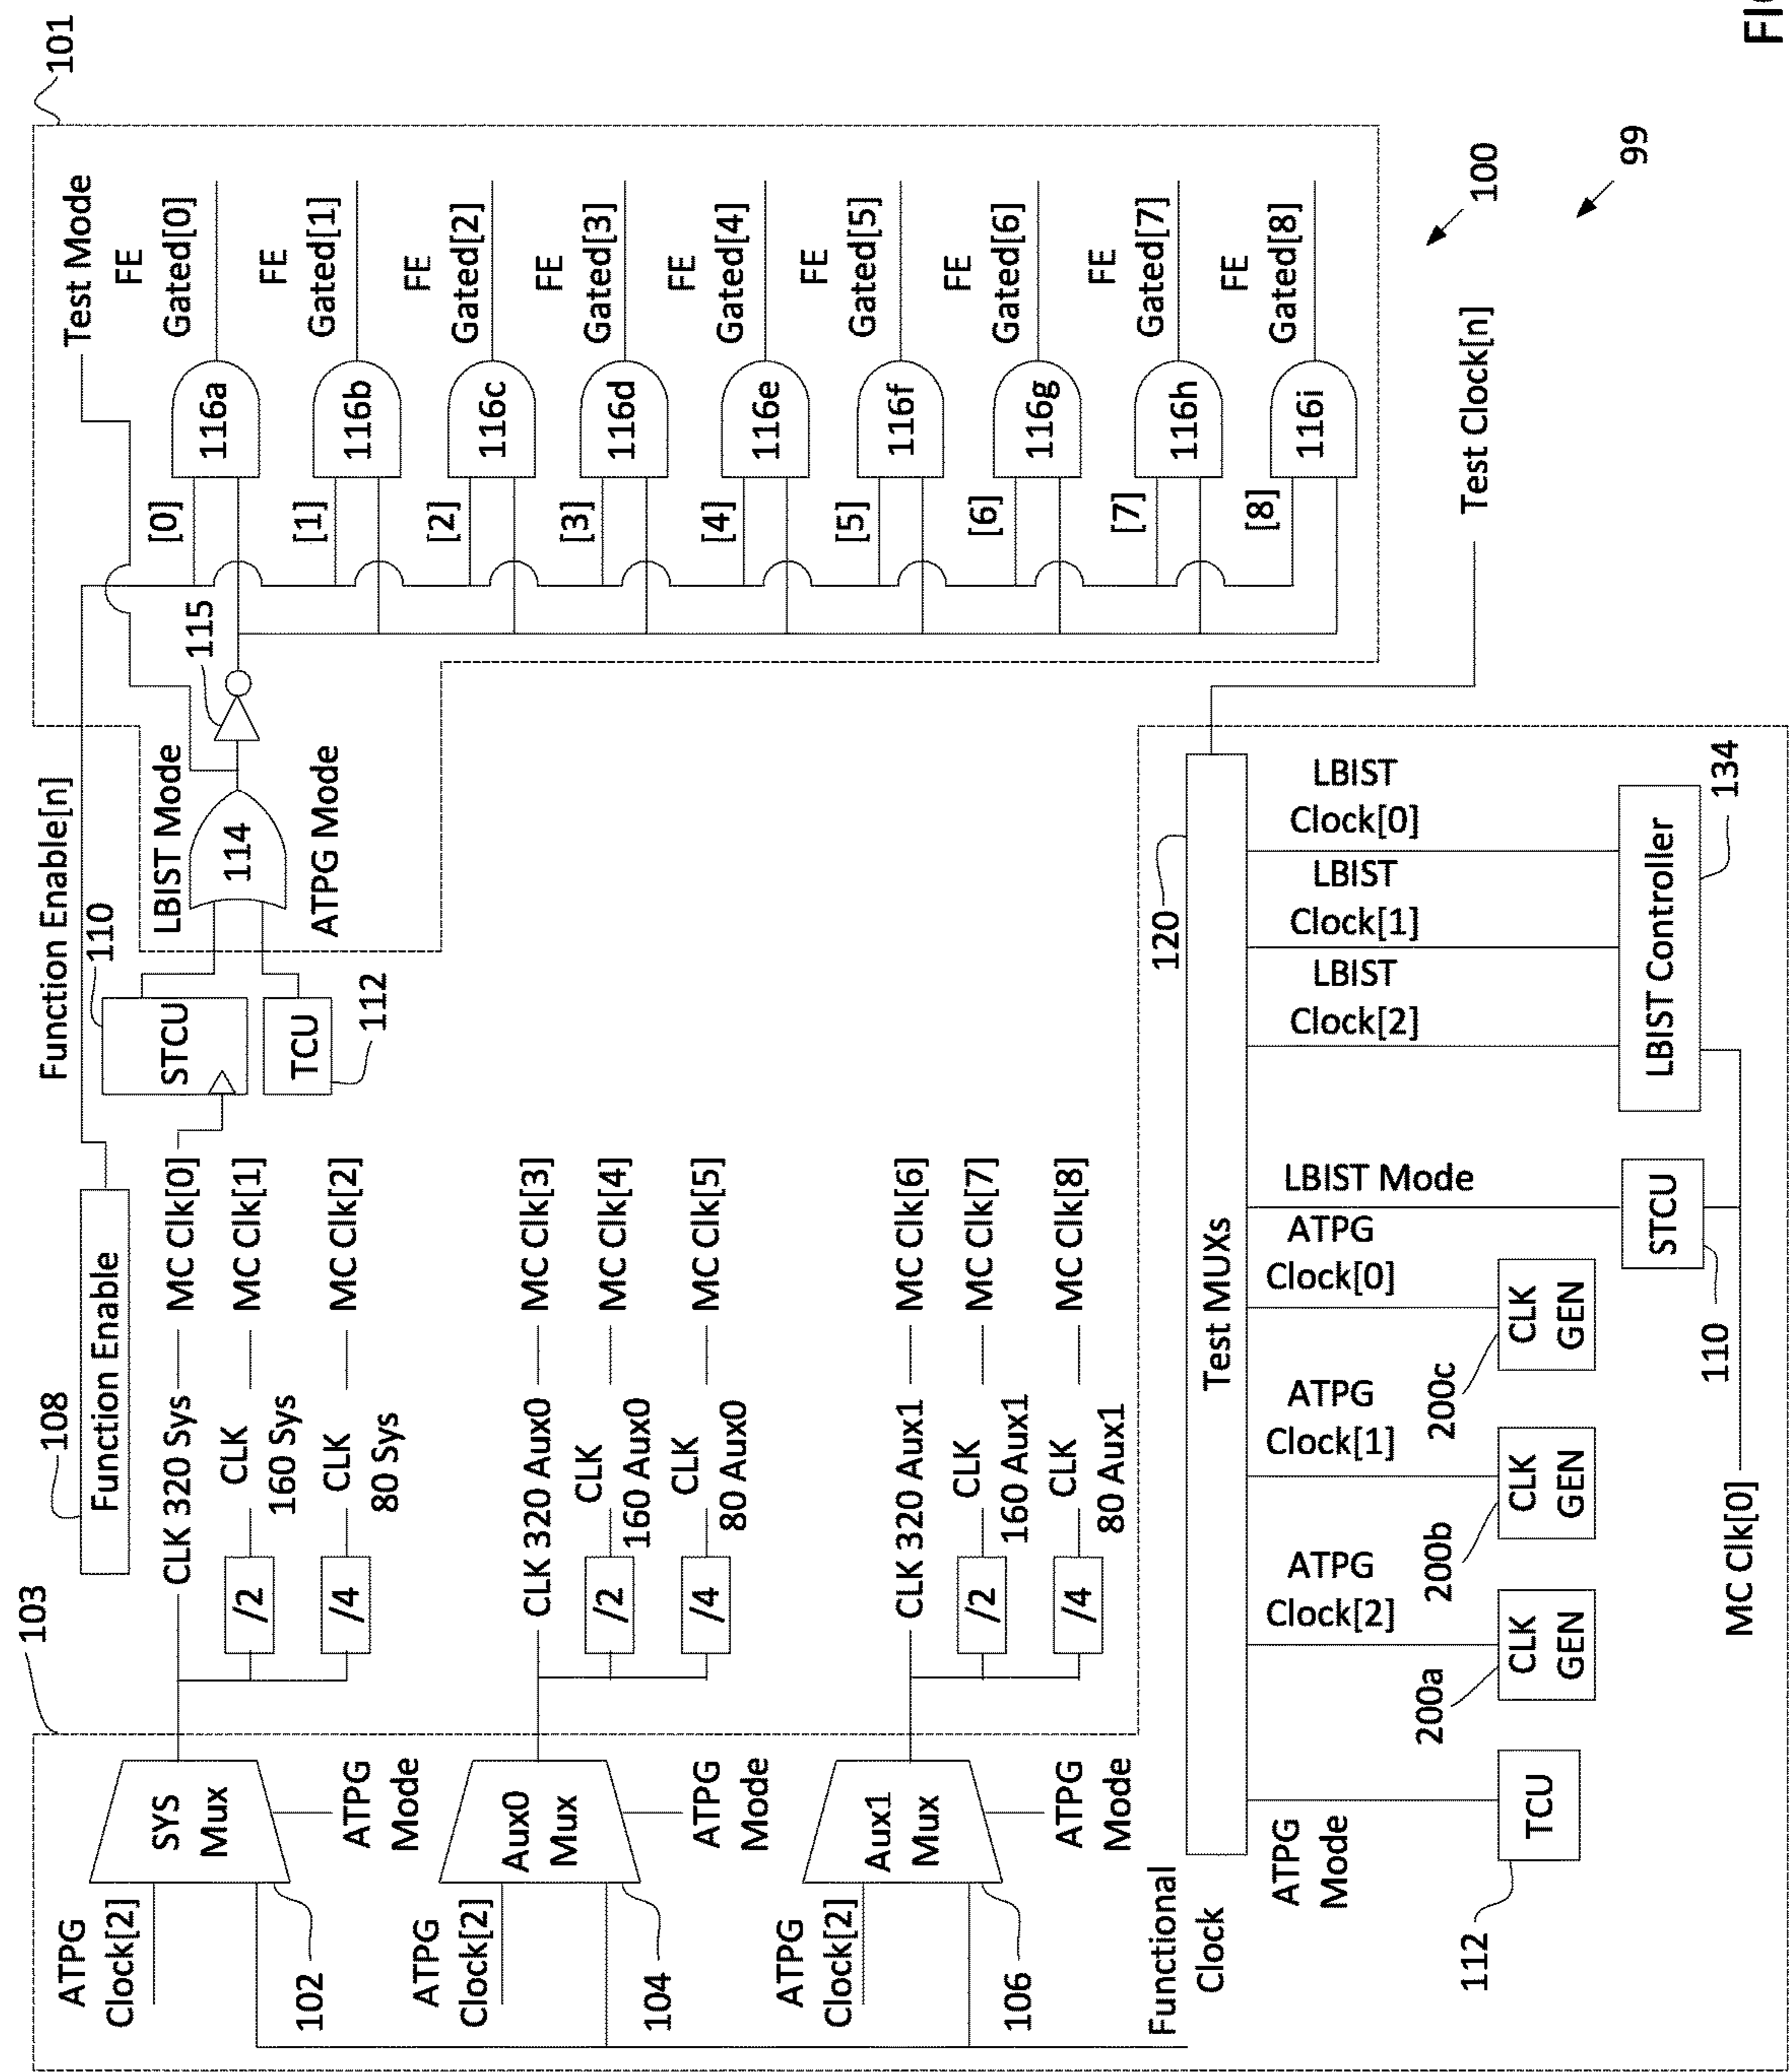 103
ATPG
Clock[2]
SYS
Mux
102
ATPG
Mode
ATPG
Clock[2]
Aux0
Mux
104
ATPG
Mode
ATPG
Clock[2]
Aux1
Mux
106
ATPG
Mode
Functional
Clock
108
Function Enable
Function Enable[n]
CLK 320 Sys
MC Clk[0]
/2
CLK
160 Sys
MC Clk[1]
/4
CLK
80 Sys
MC Clk[2]
CLK 320 Aux0
MC Clk[3]
/2
CLK
160 Aux0
MC Clk[4]
/4
CLK
80 Aux0
MC Clk[5]
CLK 320 Aux1
MC Clk[6]
/2
CLK
160 Aux1
MC Clk[7]
/4
CLK
80 Aux1
MC Clk[8]
110
STCU
TCU
112
LBIST Mode
114
ATPG Mode
115
Test Mode
101
[0]
116a
FE
Gated[0]
[1]
116b
FE
Gated[1]
[2]
116c
FE
Gated[2]
[3]
116d
FE
Gated[3]
[4]
116e
FE
Gated[4]
[5]
116f
FE
Gated[5]
[6]
116g
FE
Gated[6]
[7]
116h
FE
Gated[7]
[8]
116i
FE
Gated[8]
120
Test MUXs
Test Clock[n]
100
99
ATPG
Mode
112
TCU
ATPG
Clock[2]
200a
CLK
GEN
ATPG
Clock[1]
200b
CLK
GEN
ATPG
Clock[0]
200c
CLK
GEN
LBIST Mode
STCU
110
LBIST
Clock[2]
LBIST
Clock[1]
LBIST
Clock[0]
LBIST Controller
134
MC Clk[0]